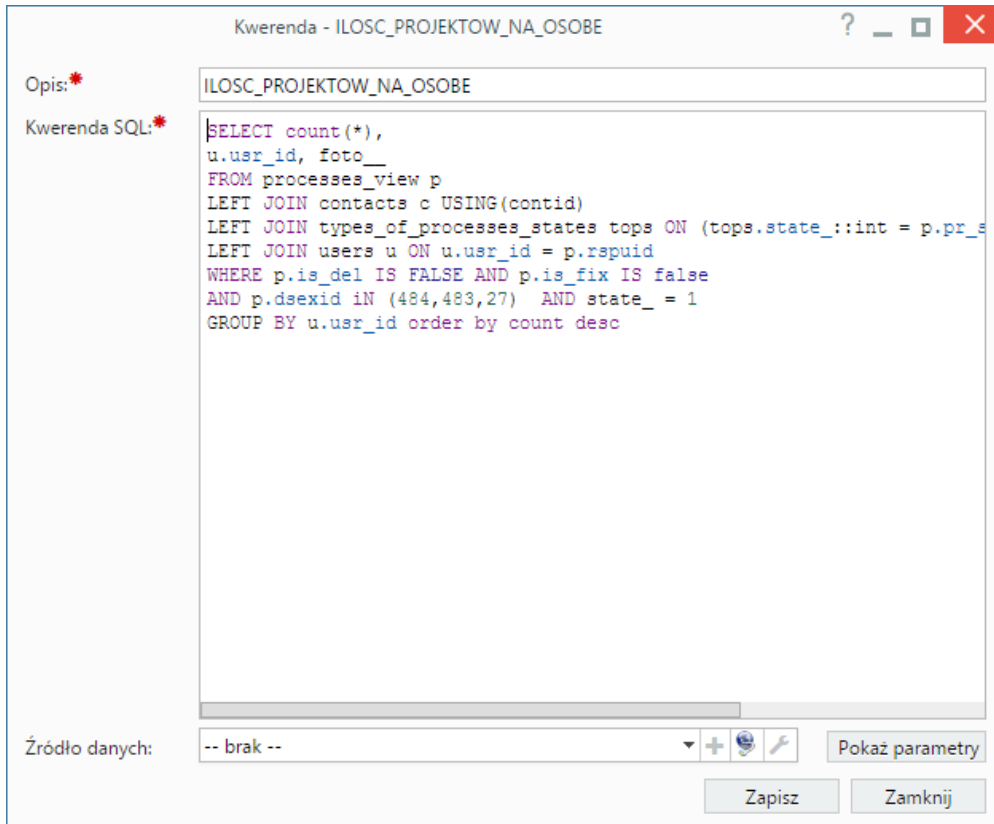 Kwerenda - ILOSC_PROJEKTOW_NA_OSOBE
?
Opis:*
ILOSC_PROJEKTOW_NA_OSOBE
Kwerenda SQL:*
SELECT count(*),
u.usr_id, foto__
FROM processes_view p
LEFT JOIN contacts c USING(contid)
LEFT JOIN types_of_processes_states tops ON (tops.state_::int = p.pr_s
LEFT JOIN users u ON u.usr_id = p.rspuid
WHERE p.is_del IS FALSE AND p.is_fix IS false
AND p.dsexid iN (484,483,27)  AND state_ = 1
GROUP BY u.usr_id order by count desc
Źródło danych:
-- brak --
Pokaż parametry
Zapisz
Zamknij